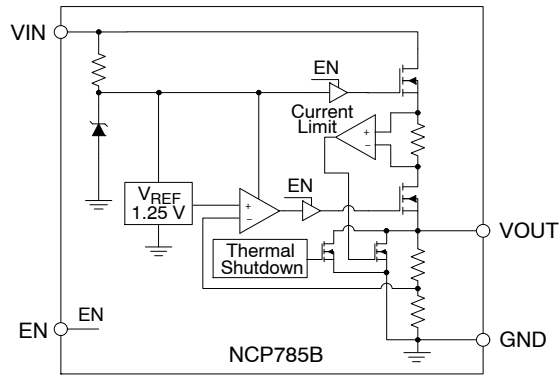 VIN
EN
Current
Limit
EN
VREF
1.25 V
+
−
+
−
VOUT
Thermal
Shutdown
EN
EN
GND
NCP785B